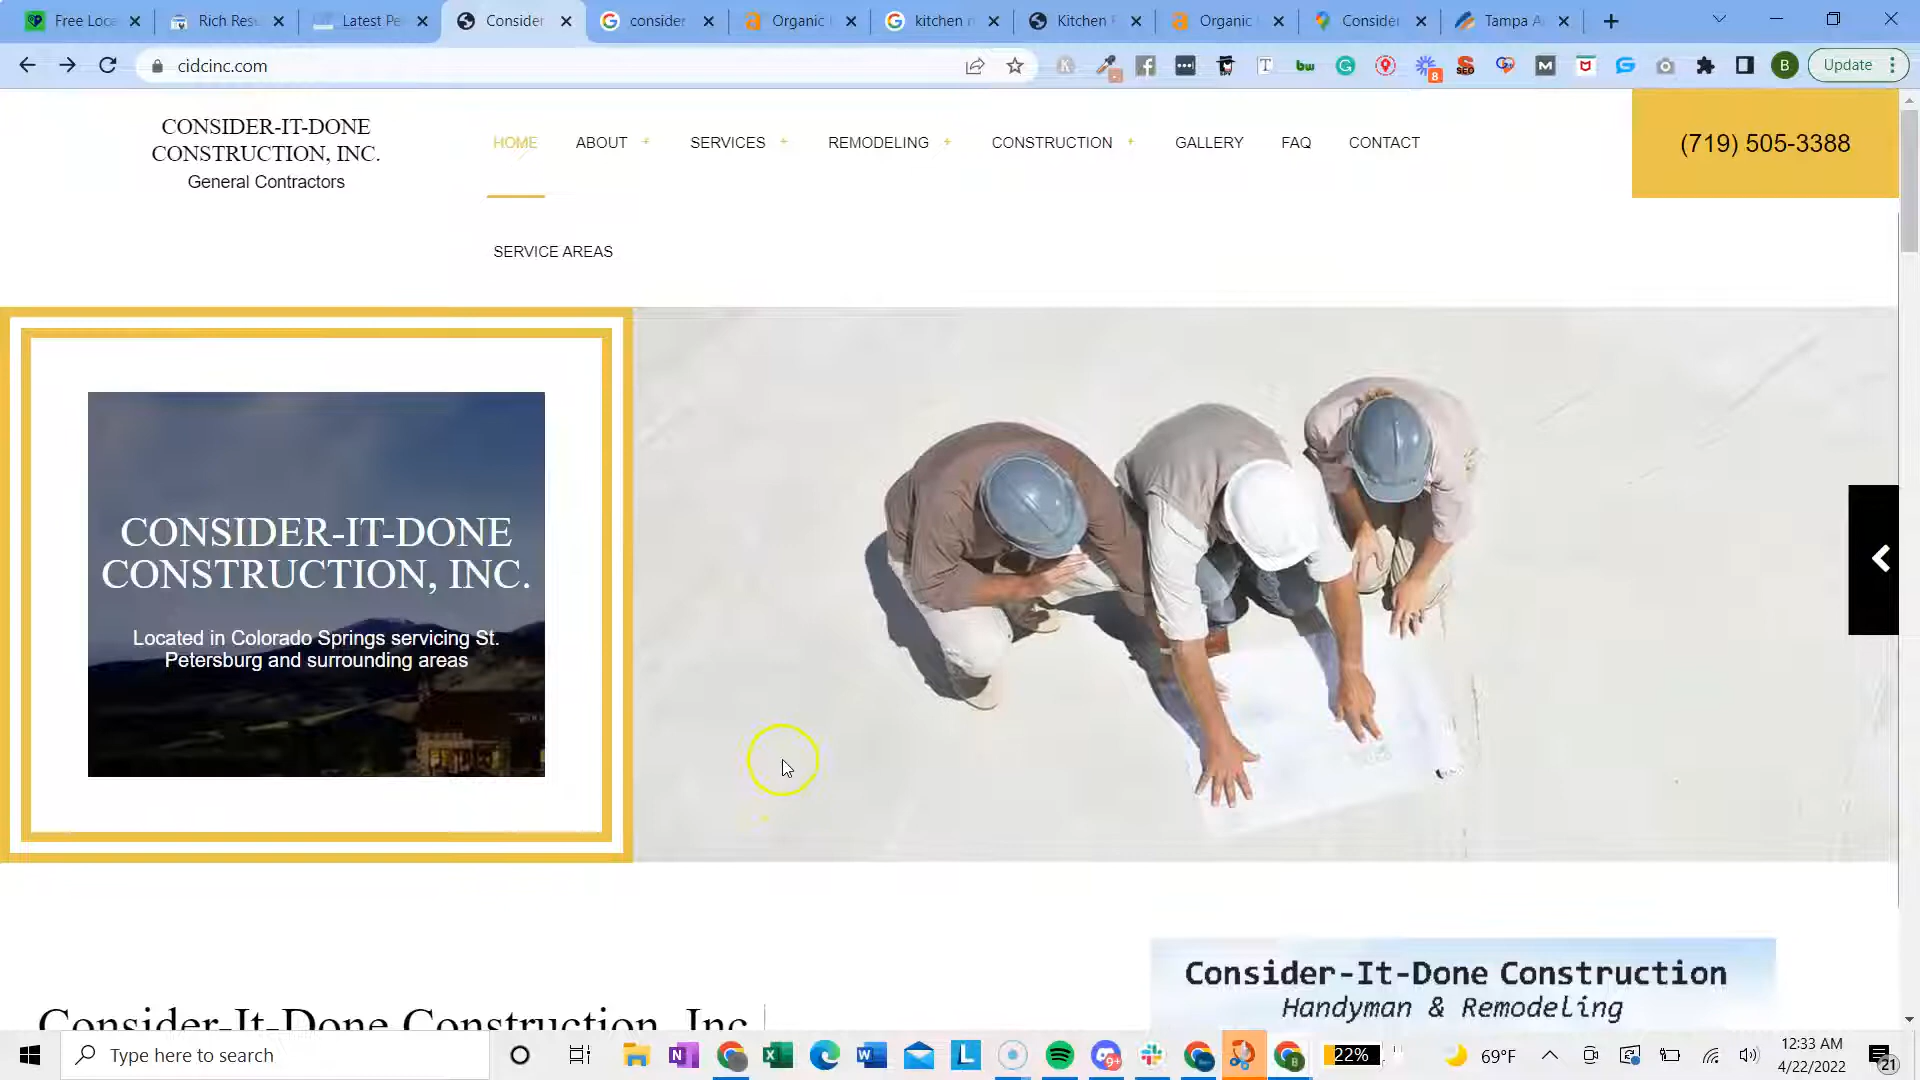 Free Loca
Rich Resu
Latest Pe
Consider
consider
Organic
kitchen r
Kitchen
Organic
Consider
Tampa A
cidcinc.com
Update
CONSIDER-IT-DONE
CONSTRUCTION, INC.
General Contractors
HOME
ABOUT +
SERVICES +
REMODELING +
CONSTRUCTION +
GALLERY
FAQ
CONTACT
(719) 505-3388
SERVICE AREAS
CONSIDER-IT-DONE
CONSTRUCTION, INC.
Located in Colorado Springs servicing St.
Petersburg and surrounding areas
Consider-It-Done Construction
Handyman & Remodeling
Consider-It-Done Construction, Inc
Type here to search
22%
69°F
12:33 AM
4/22/2022
21